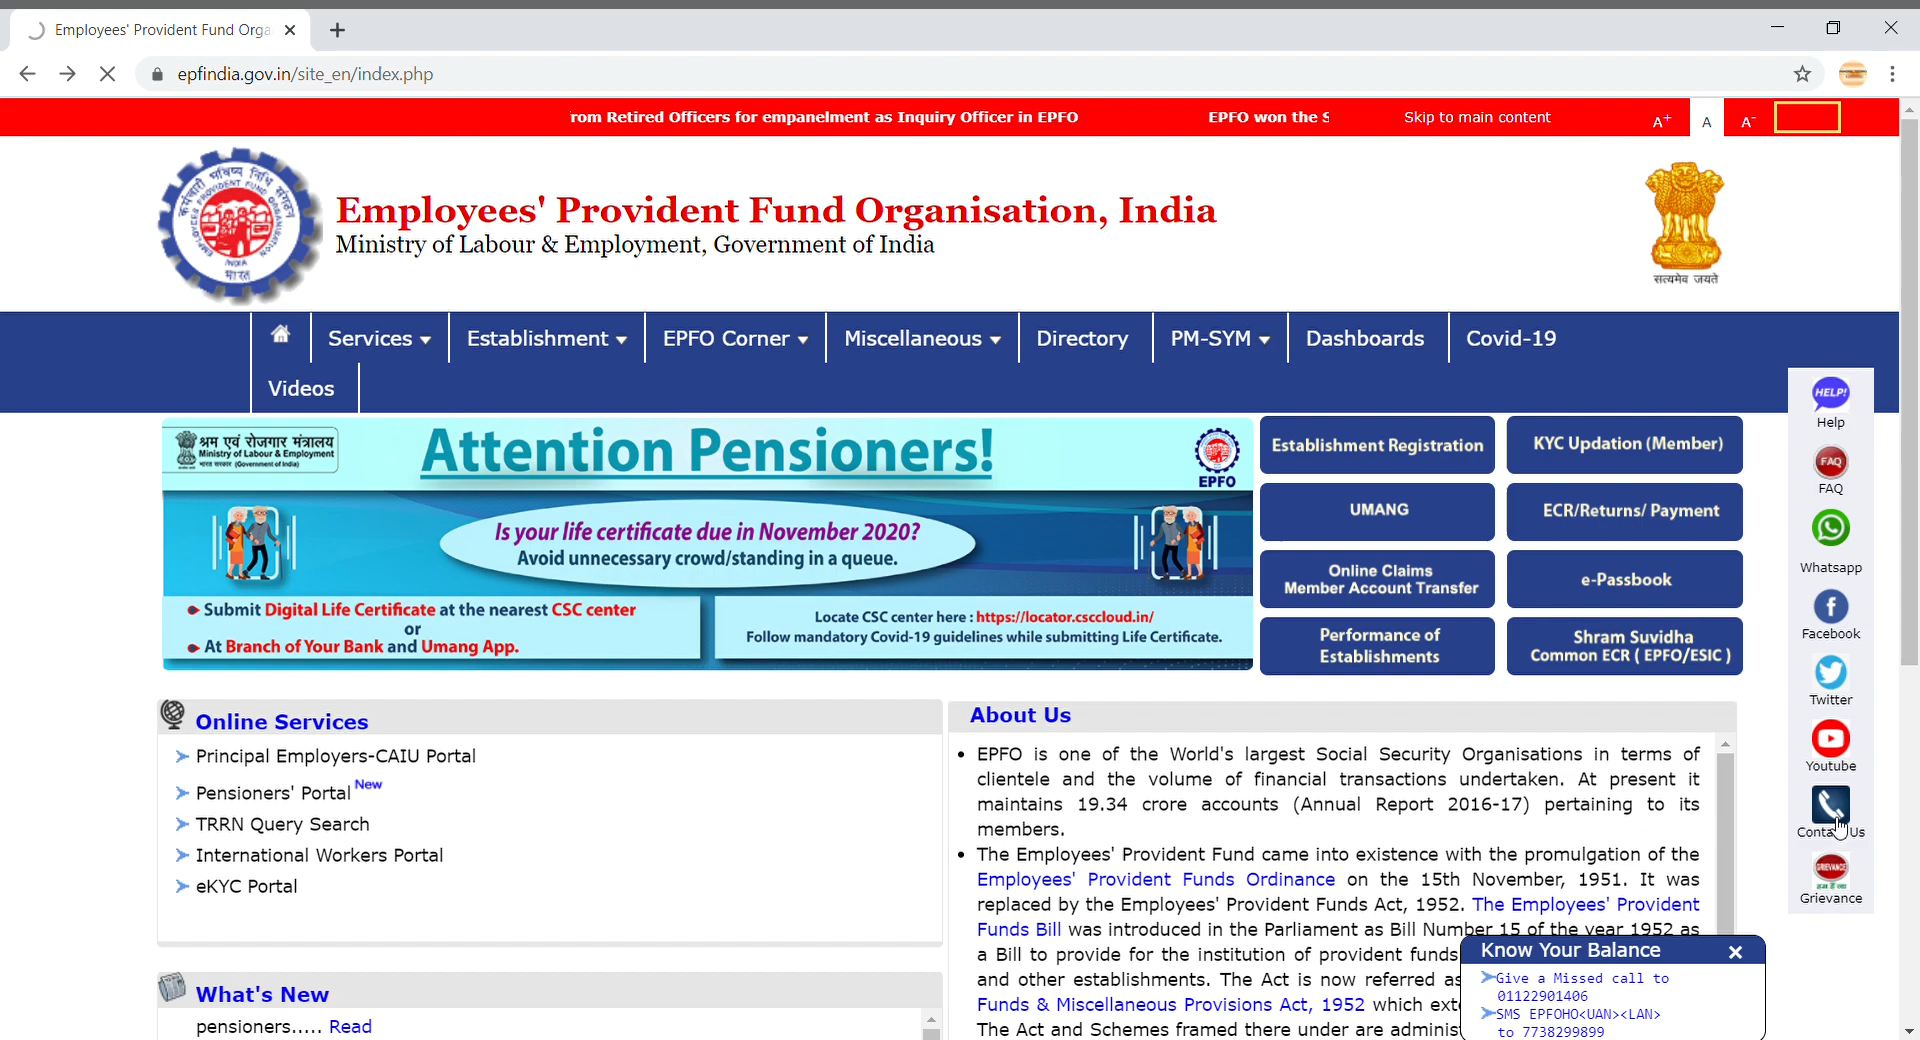 Employees' Provident Fund Orga
epfindia.gov.in/site_en/index.php
rom Retired Officers for empanelment as Inquiry Officer in EPFO
EPFO won the S
Skip to main content
A+
A
A-
Employees' Provident Fund Organisation, India
Ministry of Labour & Employment, Government of India
कर्मचारी भविष्य निधि संगठन
EMPLOYEES' PROVIDENT FUND ORGANISATION
INDIA
भारत
सत्यमेव जयते
Services
Establishment
EPFO Corner
Miscellaneous
Directory
PM-SYM
Dashboards
Covid-19
Videos
श्रम एवं रोजगार मंत्रालय
Ministry of Labour & Employment
भारत सरकार (Government of India)
Attention Pensioners!
EPFO
Is your life certificate due in November 2020?
Avoid unnecessary crowd/standing in a queue.
Submit Digital Life Certificate at the nearest CSC center
or
At Branch of Your Bank and Umang App.
Locate CSC center here : https://locator.csccloud.in/
Follow mandatory Covid-19 guidelines while submitting Life Certificate.
Establishment Registration
KYC Updation (Member)
UMANG
ECR/Returns/ Payment
Online Claims
Member Account Transfer
e-Passbook
Performance of
Establishments
Shram Suvidha
Common ECR ( EPFO/ESIC )
HELP!
Help
FAQ
FAQ
Whatsapp
Facebook
Twitter
Youtube
Contact Us
GRIEVANCE
हम हैं ना
Grievance
Online Services
Principal Employers-CAIU Portal
Pensioners' Portal New
TRRN Query Search
International Workers Portal
eKYC Portal
What's New
pensioners..... Read
About Us
EPFO is one of the World's largest Social Security Organisations in terms of
clientele and the volume of financial transactions undertaken. At present it
maintains 19.34 crore accounts (Annual Report 2016-17) pertaining to its
members.
The Employees' Provident Fund came into existence with the promulgation of the
Employees' Provident Funds Ordinance on the 15th November, 1951. It was
replaced by the Employees' Provident Funds Act, 1952. The Employees' Provident
Funds Bill was introduced in the Parliament as Bill Number 15 of the year 1952 as
a Bill to provide for the institution of provident funds
and other establishments. The Act is now referred as
Funds & Miscellaneous Provisions Act, 1952 which exte
The Act and Schemes framed there under are adminis
Know Your Balance
Give a Missed call to
01122901406
SMS EPFOHO<UAN><LAN>
to 7738299899